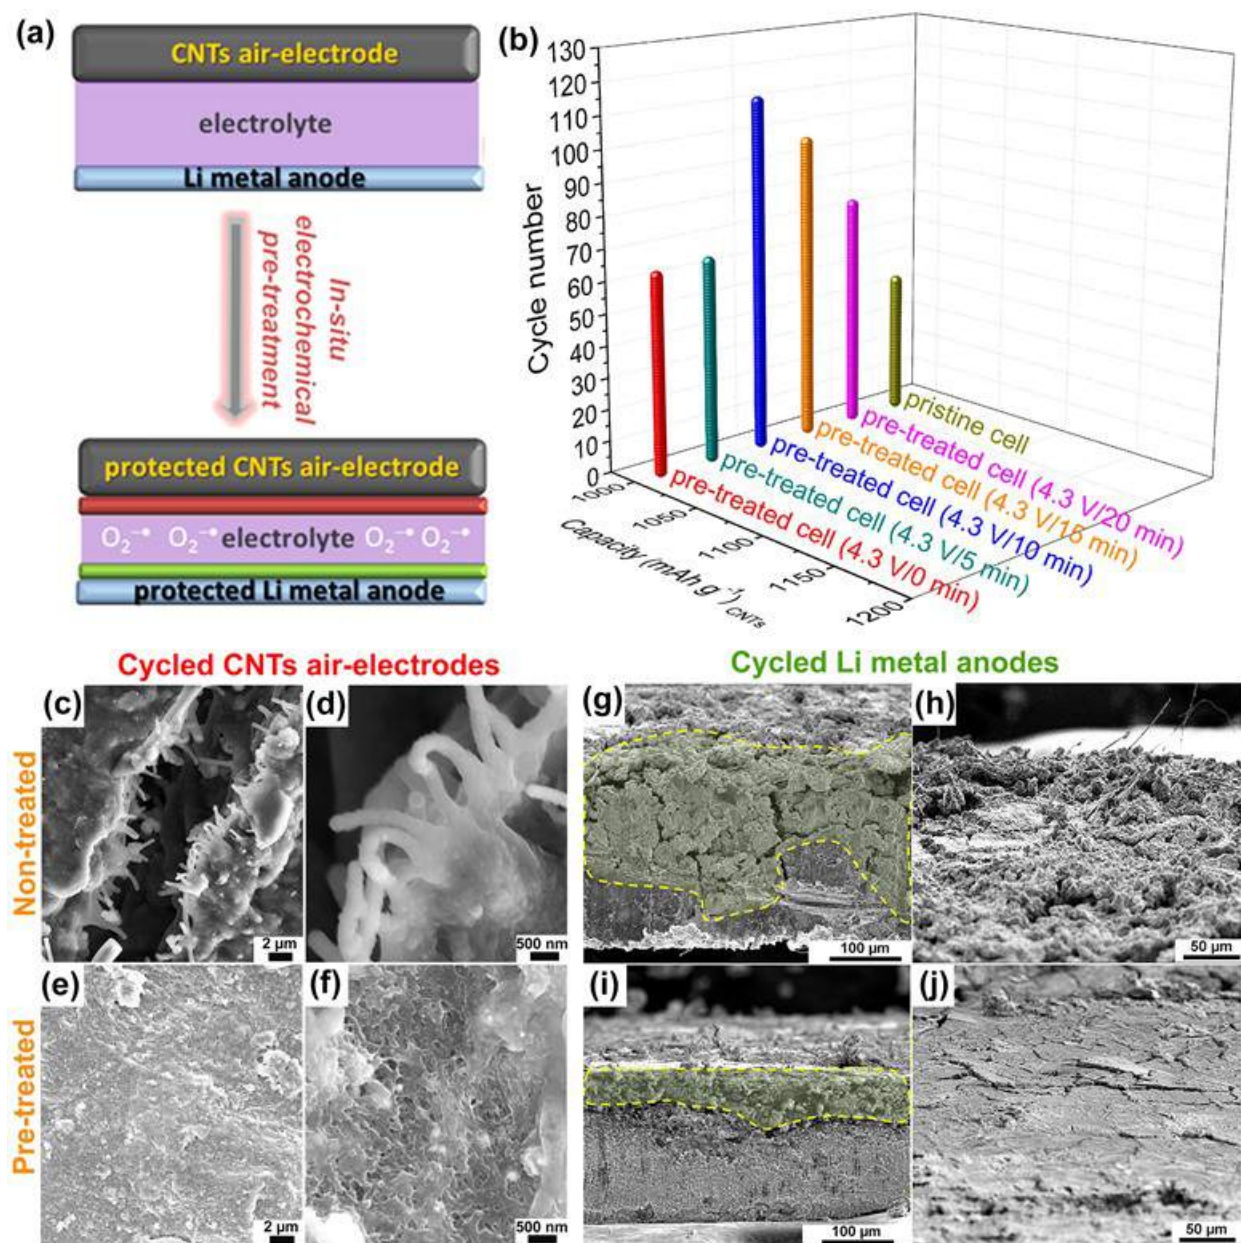 (a)
CNTs air-electrode
electrolyte
Li metal anode
In-situ
electrochemical
pre-treatment
protected CNTs air-electrode
O₂⁻• O₂⁻• electrolyte O₂⁻• O₂⁻•
protected Li metal anode
(b)
Cycle number
130
120
110
100
90
80
70
60
50
40
30
20
10
0
1000
1050
1100
1150
1200
Capacity (mAh g⁻¹)CNTs
pristine cell
pre-treated cell (4.3 V/20 min)
pre-treated cell (4.3 V/15 min)
pre-treated cell (4.3 V/10 min)
pre-treated cell (4.3 V/5 min)
pre-treated cell (4.3 V/0 min)
Cycled CNTs air-electrodes
Cycled Li metal anodes
Non-treated
(c)
2 µm
(d)
500 nm
(g)
100 µm
(h)
50 µm
Pre-treated
(e)
2 µm
(f)
500 nm
(i)
100 µm
(j)
50 µm